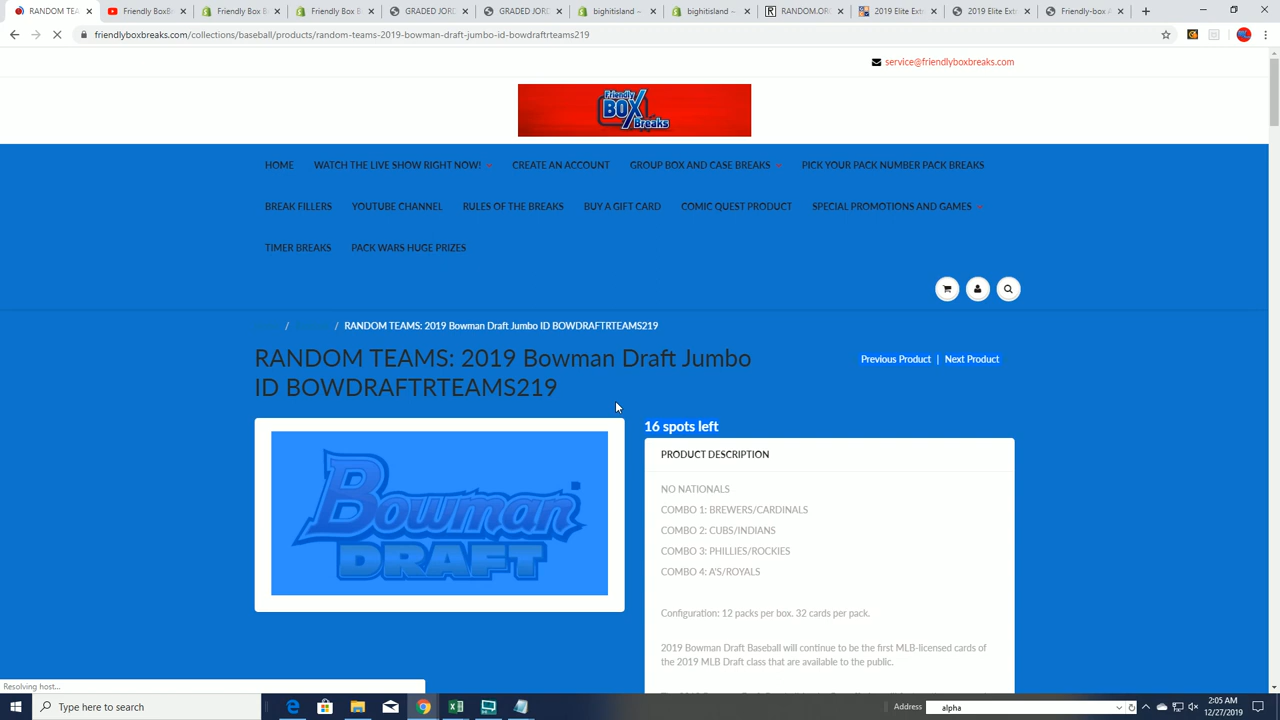 RANDOM TEA
Friendly BoxB
Friendly Box B
Friendly Box B
GRADED JORD
GRADED JORD
friendlyboxbre
friendlyboxbre
RANDOM.OR
2019 Elite Extr
2019 Elite Extr
Friendly-Box A
friendlyboxbreaks.com/collections/baseball/products/random-teams-2019-bowman-draft-jumbo-id-bowdraftrteams219
service@friendlyboxbreaks.com
Friendly
BOX
Breaks
HOME WATCH THE LIVE SHOW RIGHT NOW! CREATE AN ACCOUNT GROUP BOX AND CASE BREAKS PICK YOUR PACK NUMBER PACK BREAKS
BREAK FILLERS YOUTUBE CHANNEL RULES OF THE BREAKS BUY A GIFT CARD COMIC QUEST PRODUCT SPECIAL PROMOTIONS AND GAMES
TIMER BREAKS PACK WARS HUGE PRIZES
/ / RANDOM TEAMS: 2019 Bowman Draft Jumbo ID BOWDRAFTRTEAMS219
RANDOM TEAMS: 2019 Bowman Draft Jumbo
ID BOWDRAFTRTEAMS219
Previous Product | Next Product
Bowman
DRAFT
16 spots left
PRODUCT DESCRIPTION
NO NATIONALS
COMBO 1: BREWERS/CARDINALS
COMBO 2: CUBS/INDIANS
COMBO 3: PHILLIES/ROCKIES
COMBO 4: A'S/ROYALS
Configuration: 12 packs per box. 32 cards per pack.
2019 Bowman Draft Baseball will continue to be the first MLB-licensed cards of
the 2019 MLB Draft class that are available to the public.
Resolving host...
Type here to search
Address alpha
2:05 AM
12/27/2019